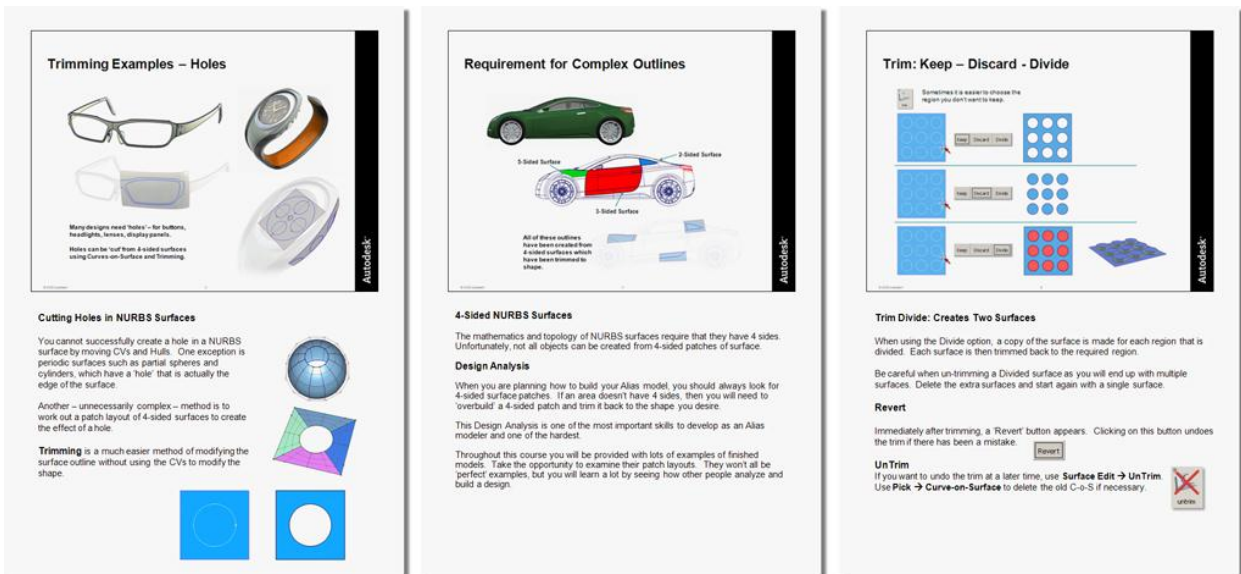 Trimming Examples – Holes
Many designs need 'holes' – for buttons,
headlights, lenses, display panels.
Holes can be 'cut' from 4-sided surfaces
using Curves-on-Surface and Trimming.
Autodesk
Cutting Holes in NURBS Surfaces
You cannot successfully create a hole in a NURBS
surface by moving CVs and Hulls. One exception is
periodic surfaces such as partial spheres and
cylinders, which have a 'hole' that is actually the
edge of the surface.
Another – unnecessarily complex – method is to
work out a patch layout of 4-sided surfaces to create
the effect of a hole.
Trimming is a much easier method of modifying the
surface outline without using the CVs to modify the
shape.
Requirement for Complex Outlines
5-Sided Surface
2-Sided Surface
3-Sided Surface
All of these outlines
have been created from
4-sided surfaces which
have been trimmed to
shape.
Autodesk
4-Sided NURBS Surfaces
The mathematics and topology of NURBS surfaces require that they have 4 sides.
Unfortunately, not all objects can be created from 4-sided patches of surface.
Design Analysis
When you are planning how to build your Alias model, you should always look for
4-sided surface patches. If an area doesn't have 4 sides, then you will need to
'overbuild' a 4-sided patch and trim it back to the shape you desire.
This Design Analysis is one of the most important skills to develop as an Alias
modeler and one of the hardest.
Throughout this course you will be provided with lots of examples of finished
models. Take the opportunity to examine their patch layouts. They won't all be
'perfect' examples, but you will learn a lot by seeing how other people analyze and
build a design.
Trim: Keep – Discard - Divide
Sometimes it is easier to choose the
region you don't want to keep.
Keep Discard Divide
Keep Discard Divide
Keep Discard Divide
Autodesk
Trim Divide: Creates Two Surfaces
When using the Divide option, a copy of the surface is made for each region that is
divided. Each surface is then trimmed back to the required region.
Be careful when un-trimming a Divided surface as you will end up with multiple
surfaces. Delete the extra surfaces and start again with a single surface.
Revert
Immediately after trimming, a 'Revert' button appears. Clicking on this button undoes
the trim if there has been a mistake.
Revert
UnTrim
If you want to undo the trim at a later time, use Surface Edit → UnTrim
Use Pick → Curve-on-Surface to delete the old C-o-S if necessary.
untrim